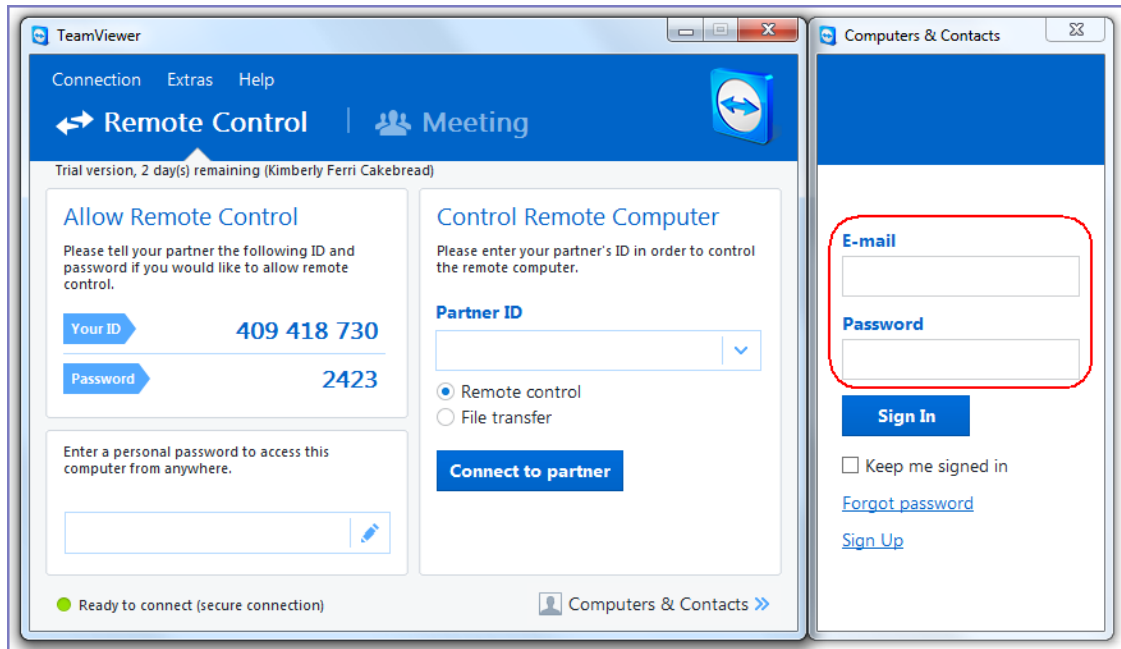 TeamViewer
Connection Extras Help
Remote Control Meeting
Trial version, 2 day(s) remaining (Kimberly Ferri Cakebread)
Allow Remote Control
Please tell your partner the following ID and
password if you would like to allow remote
control.
Your ID 409 418 730
Password 2423
Enter a personal password to access this
computer from anywhere.
Control Remote Computer
Please enter your partner's ID in order to control
the remote computer.
Partner ID
Remote control
File transfer
Connect to partner
Ready to connect (secure connection)
Computers & Contacts
Computers & Contacts
E-mail
Password
Sign In
Keep me signed in
Forgot password
Sign Up